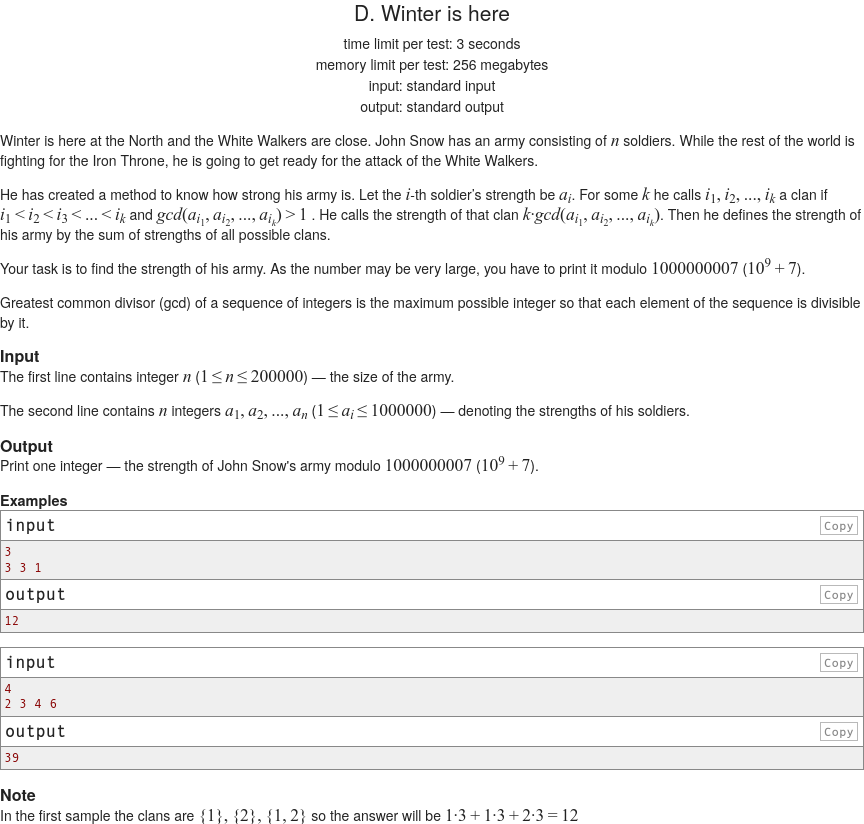 D. Winter is here
time limit per test: 3 seconds
memory limit per test: 256 megabytes
input: standard input
output: standard output
Winter is here at the North and the White Walkers are close. John Snow has an army consisting of n soldiers. While the rest of the world is
fighting for the Iron Throne, he is going to get ready for the attack of the White Walkers.
He has created a method to know how strong his army is. Let the i-th soldier's strength be a_i. For some k he calls i_1, i_2, ..., i_k a clan if
i_1 < i_2 < i_3 < ... < i_k and gcd(a_{i_1}, a_{i_2}, ..., a_{i_k}) > 1 . He calls the strength of that clan k·gcd(a_{i_1}, a_{i_2}, ..., a_{i_k}). Then he defines the strength of
his army by the sum of strengths of all possible clans.
Your task is to find the strength of his army. As the number may be very large, you have to print it modulo 1000000007 (10^9 + 7).
Greatest common divisor (gcd) of a sequence of integers is the maximum possible integer so that each element of the sequence is divisible
by it.
Input
The first line contains integer n (1 ≤ n ≤ 200000) — the size of the army.
The second line contains n integers a_1, a_2, ..., a_n (1 ≤ a_i ≤ 1000000) — denoting the strengths of his soldiers.
Output
Print one integer — the strength of John Snow's army modulo 1000000007 (10^9 + 7).
Examples
input Copy
3
3 3 1
output Copy
12
input Copy
4
2 3 4 6
output Copy
39
Note
In the first sample the clans are {1}, {2}, {1, 2} so the answer will be 1·3 + 1·3 + 2·3 = 12